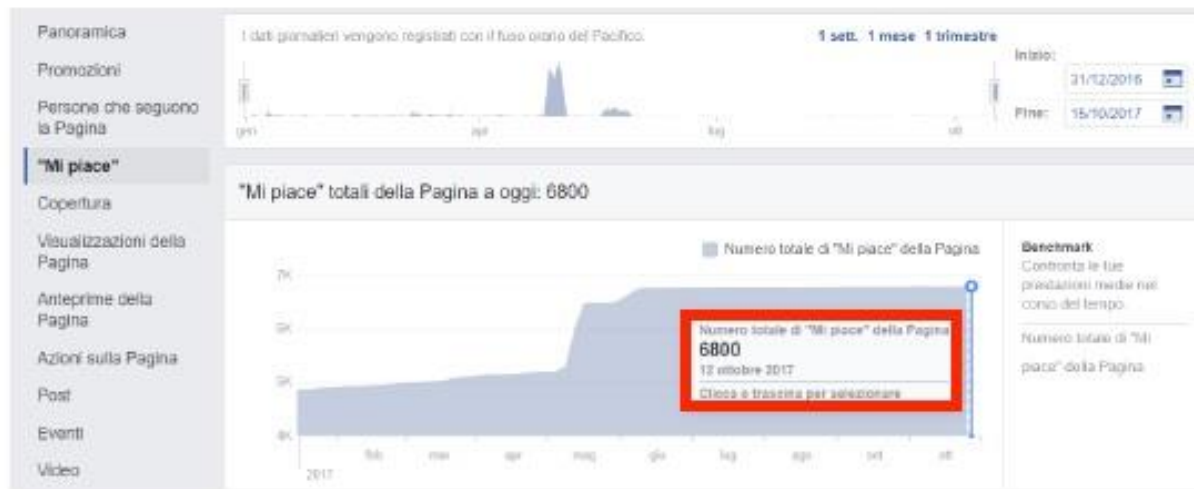 Panoramica
Promozioni
Persone che seguono
la Pagina
"Mi piace"
Copertura
Visualizzazioni della
Pagina
Anteprime della
Pagina
Azioni sulla Pagina
Post
Eventi
Video
I dati giornalieri vengono registrati con il fuso orario del Pacifico.
1 sett. 1 mese 1 trimestre
Inizio:
31/12/2016
Fine:
15/10/2017
gen apr lug ott
"Mi piace" totali della Pagina a oggi: 6800
Numero totale di "Mi piace" della Pagina
7K
6K
5K
4K
Numero totale di "Mi piace" della Pagina
6800
12 ottobre 2017
Clicca e trascina per selezionare
feb mar apr mag giu lug ago set ott
2017
Benchmark
Confronta le tue
prestazioni medie nel
corso del tempo.
Numero totale di "Mi
piace" della Pagina